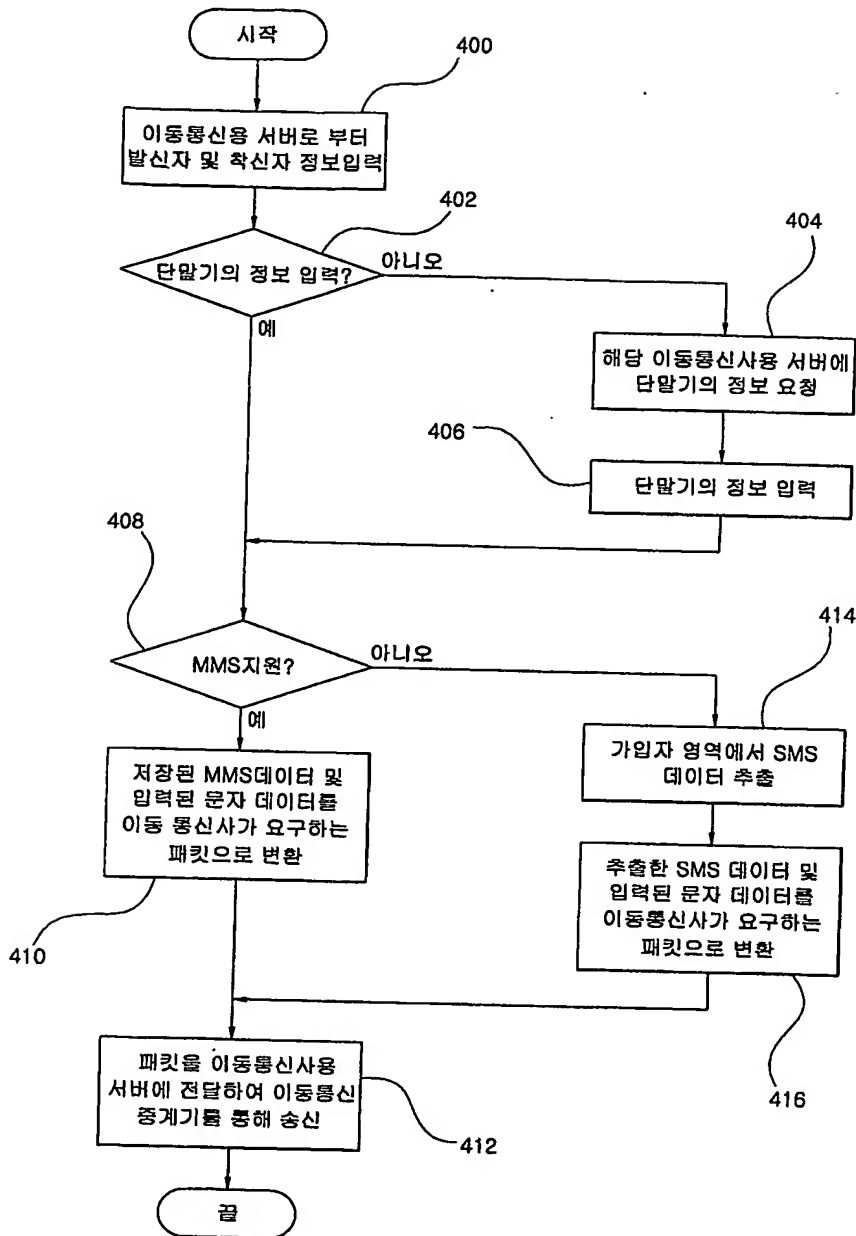 시작
400
이동통신용 서버로 부터
발신자 및 착신자 정보입력
402
단말기의 정보 입력?
아니오
예
404
해당 이동통신사용 서버에
단말기의 정보 요청
406
단말기의 정보 입력
408
MMS지원?
아니오
예
414
가입자 영역에서 SMS
데이터 추출
저장된 MMS데이터 및
입력된 문자 데이터를
이동 통신사가 요구하는
패킷으로 변환
410
추출한 SMS 데이터 및
입력된 문자 데이터를
이동통신사가 요구하는
패킷으로 변환
416
패킷을 이동통신사용
서버에 전달하여 이동통신
중계기를 통해 송신
412
끝